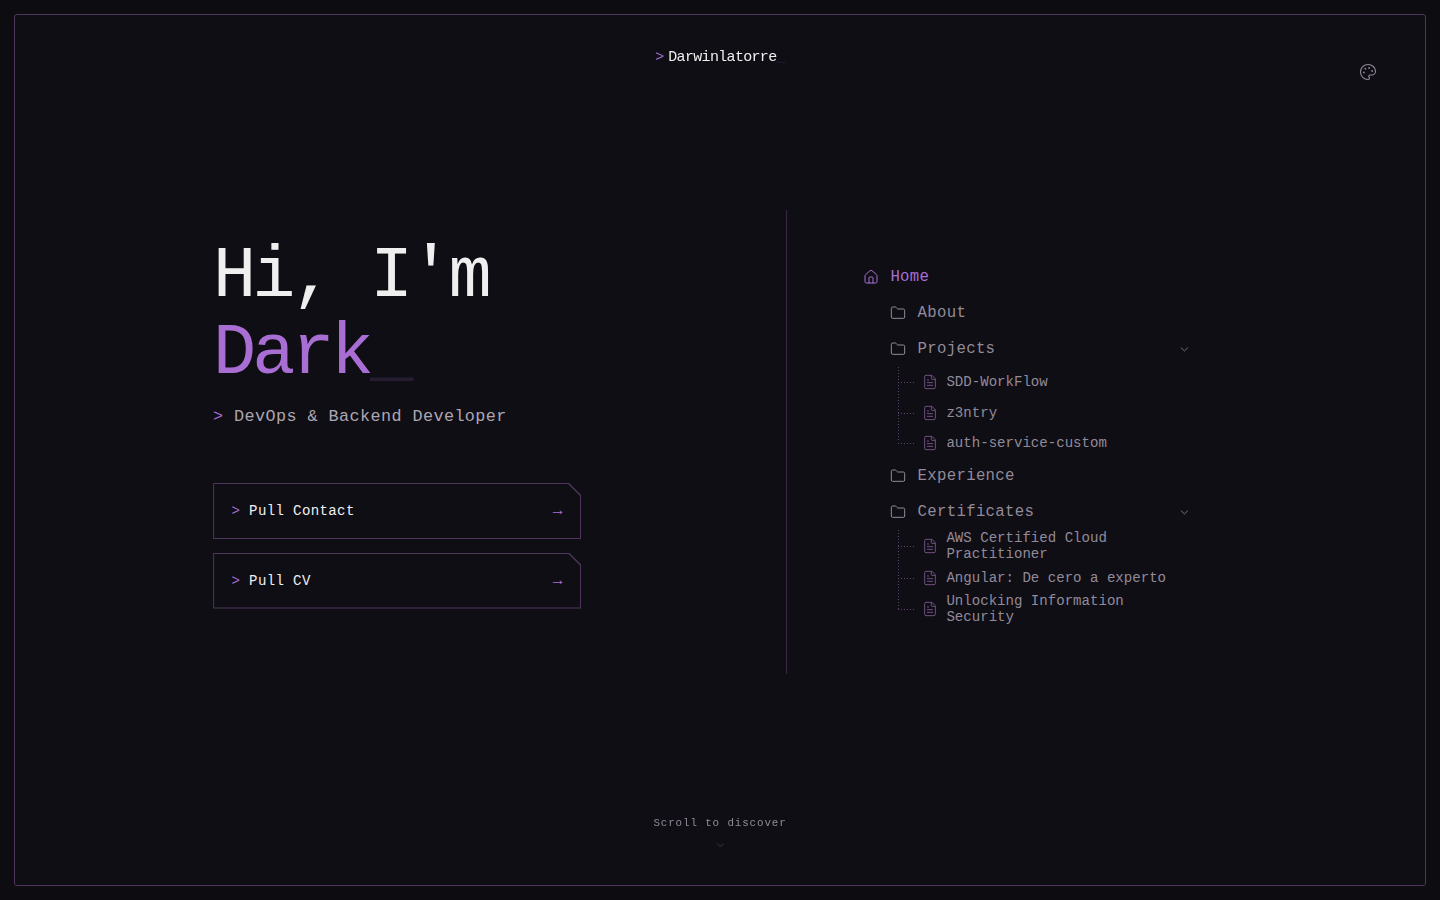 > Darwinlatorre_
Hi, I'm
Dark_
> DevOps & Backend Developer
> Pull Contact →
> Pull CV →
Home
About
Projects
SDD-WorkFlow
z3ntry
auth-service-custom
Experience
Certificates
AWS Certified Cloud
Practitioner
Angular: De cero a experto
Unlocking Information
Security
Scroll to discover